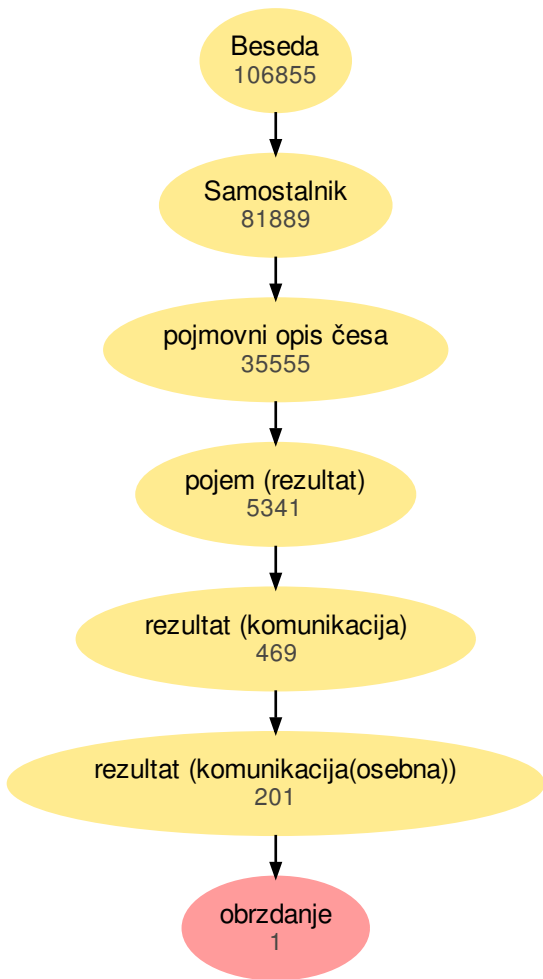 Beseda
106855
Samostalnik
81889
pojmovni opis česa
35555
pojem (rezultat)
5341
rezultat (komunikacija)
469
rezultat (komunikacija(osebna))
201
obrzdanje
1